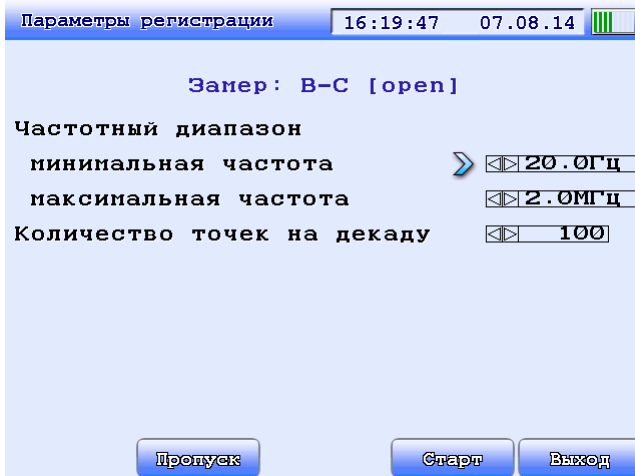 Параметры регистрации 16:19:47 07.08.14
Замер: B-C [open]
Частотный диапазон
минимальная частота 20.0Гц
максимальная частота 2.0МГц
Количество точек на декаду 100
Пропуск Старт Выход